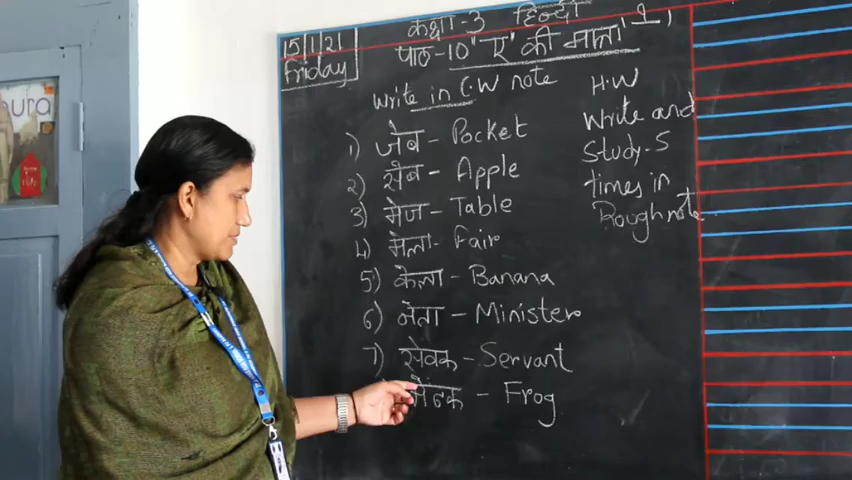 15/1/21
Friday
कक्षा-3 हिन्दी
पाठ-10 "ए" की मात्रा 'े'
Write in C.W note
1) जेब - Pocket
2) सेब - Apple
3) मेज - Table
4) मेला - Fair
5) केला - Banana
6) नेता - Minister
7) सेवक - Servant
मेंढक - Frog
H.W
Write and
Study-5
times in
Rough note